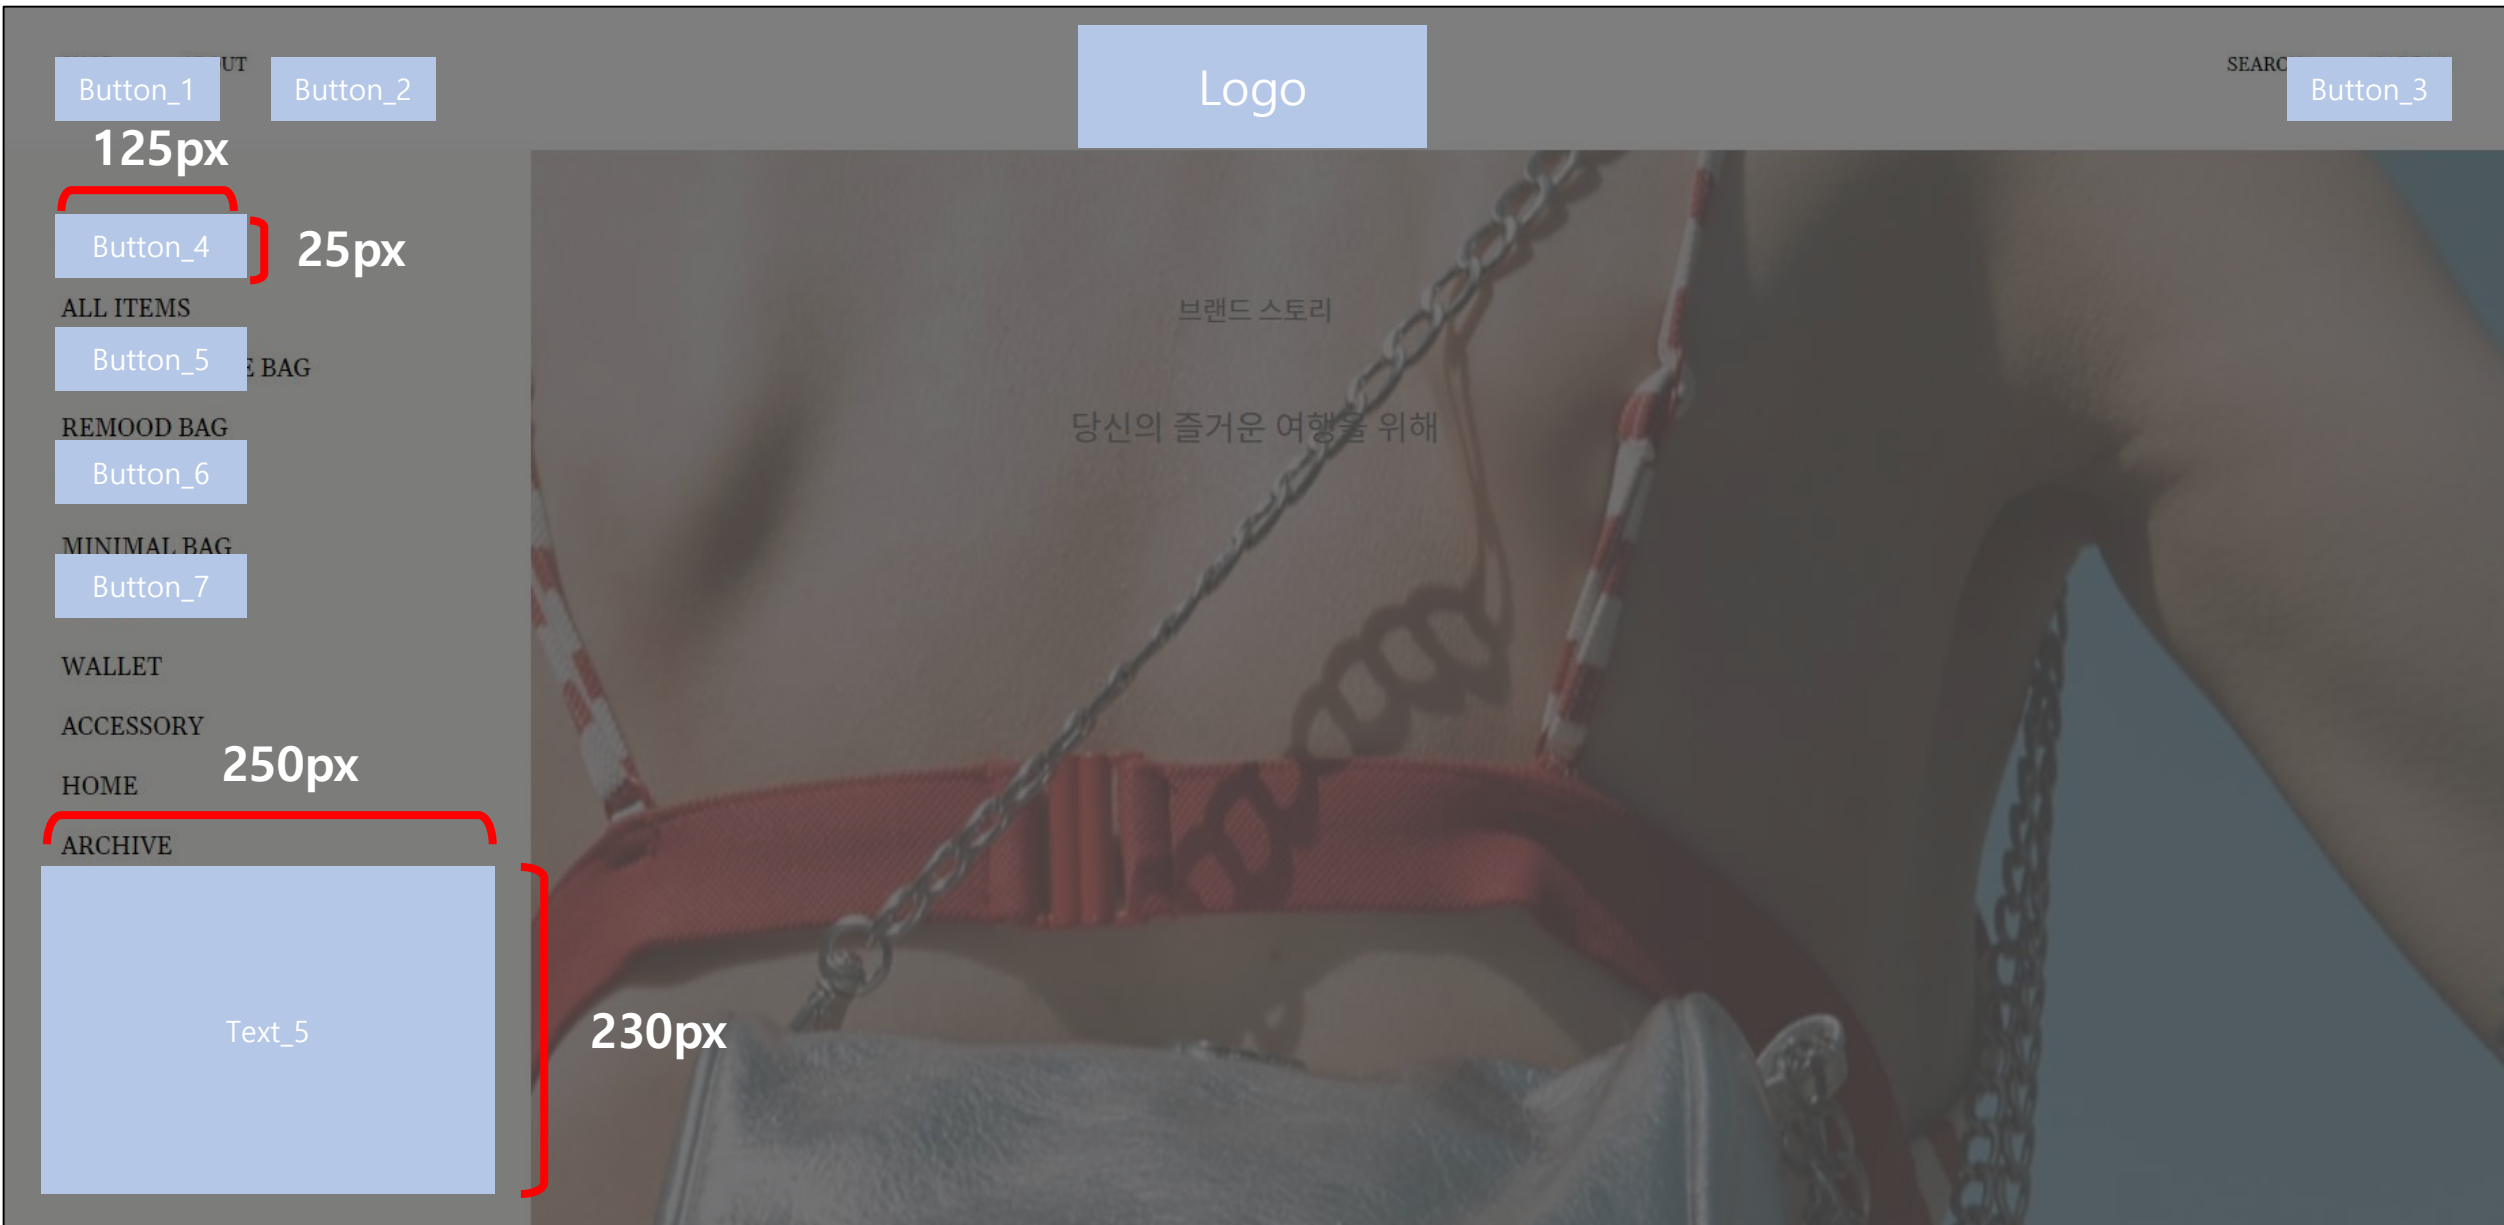 UT
SEARC
Button_1
Button_2
Logo
Button_3
125px
Button_4
25px
ALL ITEMS
브랜드 스토리
Button_5
E BAG
REMOOD BAG
당신의 즐거운 여행을 위해
Button_6
MINIMAL BAG
Button_7
WALLET
ACCESSORY
250px
HOME
ARCHIVE
Text_5
230px